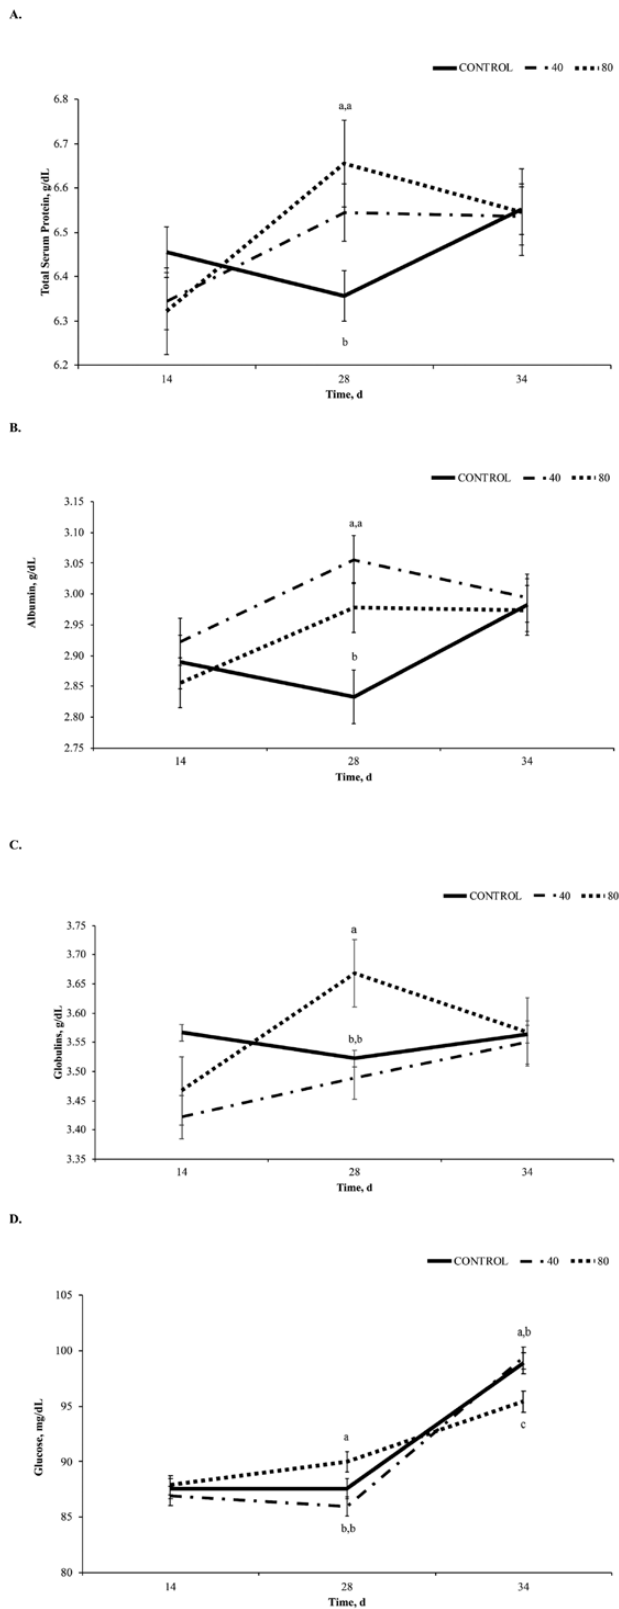 A.
CONTROL 40 80
6.8
a,a
6.7
6.6
6.5
6.4
6.3
b
6.2
Total Serum Protein, g/dL
14 28 34
Time, d
B.
CONTROL 40 80
3.15
a,a
3.10
3.05
3.00
2.95
b
2.90
2.85
2.80
2.75
Albumin, g/dL
14 28 34
Time, d
C.
CONTROL 40 80
3.75
a
3.70
3.65
3.60
b,b
3.55
3.50
3.45
3.40
3.35
Globulins, g/dL
14 28 34
Time, d
D.
CONTROL 40 80
105
a,b
100
95
c
a
90
85
b,b
80
Glucose, mg/dL
14 28 34
Time, d